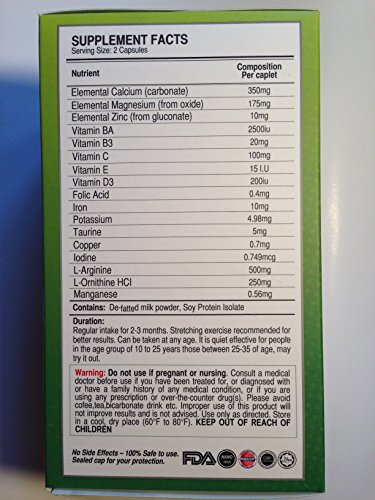 SUPPLEMENT FACTS
Serving Size: 2 Capsules
Nutrient Composition Per caplet
Elemental Calcium (carbonate) 350mg
Elemental Magnesium (from oxide) 175mg
Elemental Zinc (from gluconate) 10mg
Vitamin BA 2500iu
Vitamin B3 20mg
Vitamin C 100mg
Vitamin E 15 I.U
Vitamin D3 200iu
Folic Acid 0.4mg
Iron 10mg
Potassium 4.98mg
Taurine 5mg
Copper 0.7mg
Iodine 0.749mcg
L-Arginine 500mg
L-Ornithine HCI 250mg
Manganese 0.56mg
Contains: De-fatted milk powder, Soy Protein Isolate
Duration:
Regular intake for 2-3 months. Stretching exercise recommended for
better results. Can be taken at any age. It is quiet effective for people
in the age group of 10 to 25 years those between 25-35 of age, may
try it out.
Warning: Do not use if pregnant or nursing. Consult a medical
doctor before use if you have been treated for, or diagnosed with
or have a family history of any medical condition, or if you are
using any prescription or over-the-counter drug(s). Please avoid
cofee,tea,bicarbonate drink etc. Improper use of this product will
not improve results and is not advised. Use only as directed. Store
in a cool, dry place (60°F to 80°F). KEEP OUT OF REACH OF
CHILDREN
No Side Effects – 100% Safe to use.
Sealed cap for your protection.
FDA